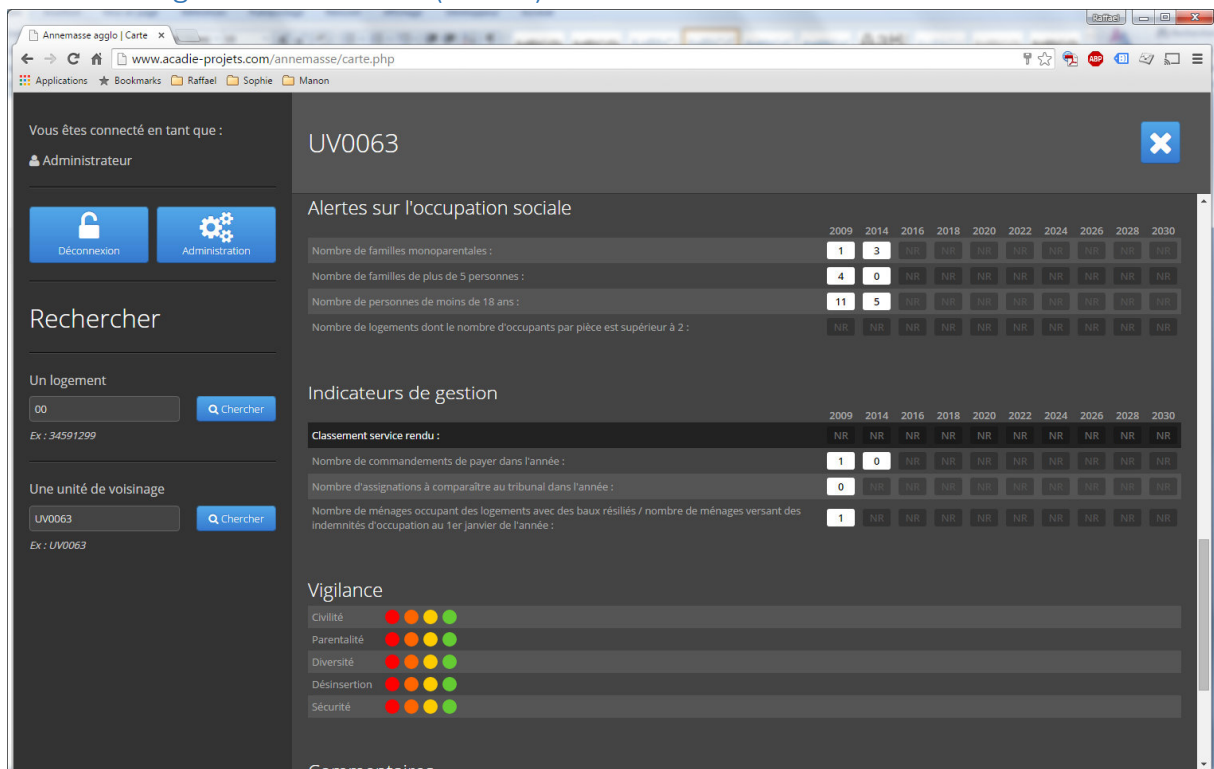 Raffael
Annemasse agglo | Carte
www.acadie-projets.com/annemasse/carte.php
ABP
Applications Bookmarks Raffael Sophie Manon
Vous êtes connecté en tant que :
Administrateur
Déconnexion Administration
Rechercher
Un logement
00 Chercher
Ex : 34591299
Une unité de voisinage
UV0063 Chercher
Ex : UV0063
UV0063
Alertes sur l'occupation sociale
2009 2014 2016 2018 2020 2022 2024 2026 2028 2030
Nombre de familles monoparentales : 1 3 NR NR NR NR NR NR NR NR
Nombre de familles de plus de 5 personnes : 4 0 NR NR NR NR NR NR NR NR
Nombre de personnes de moins de 18 ans : 11 5 NR NR NR NR NR NR NR NR
Nombre de logements dont le nombre d'occupants par pièce est supérieur à 2 : NR NR NR NR NR NR NR NR NR NR
Indicateurs de gestion
2009 2014 2016 2018 2020 2022 2024 2026 2028 2030
Classement service rendu : NR NR NR NR NR NR NR NR NR NR
Nombre de commandements de payer dans l'année : 1 0 NR NR NR NR NR NR NR NR
Nombre d'assignations à comparaître au tribunal dans l'année : 0 NR NR NR NR NR NR NR NR NR
Nombre de ménages occupant des logements avec des baux résiliés / nombre de ménages versant des
indemnités d'occupation au 1er janvier de l'année : 1 NR NR NR NR NR NR NR NR NR
Vigilance
Civilité
Parentalité
Diversité
Désinsertion
Sécurité